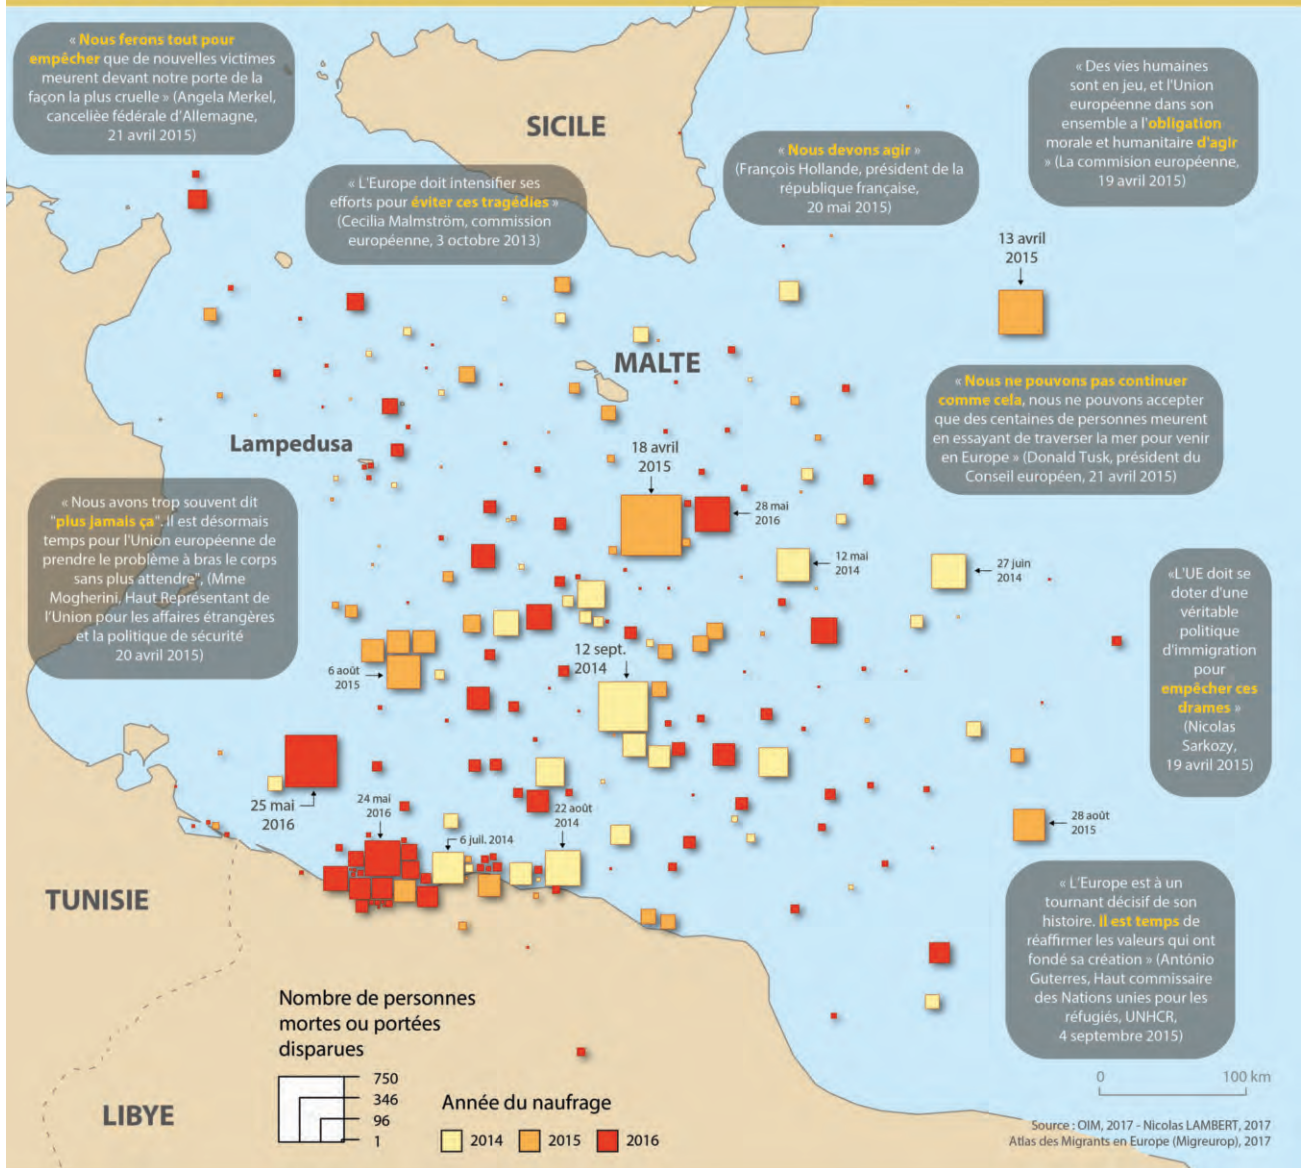 « Nous ferons tout pour
empêcher que de nouvelles victimes
meurent devant notre porte de la
façon la plus cruelle » (Angela Merkel,
cancelièe fédérale d'Allemagne,
21 avril 2015)
SICILE
« Des vies humaines
sont en jeu, et l'Union
européenne dans son
ensemble a l'obligation
morale et humanitaire d'agir
» (La commision européenne,
19 avril 2015)
« Nous devons agir »
(François Hollande, président de la
république française,
20 mai 2015)
« L'Europe doit intensifier ses
efforts pour éviter ces tragédies »
(Cecilia Malmström, commission
européenne, 3 octobre 2013)
13 avril
2015
MALTE
« Nous ne pouvons pas continuer
comme cela, nous ne pouvons accepter
que des centaines de personnes meurent
en essayant de traverser la mer pour venir
en Europe » (Donald Tusk, président du
Conseil européen, 21 avril 2015)
Lampedusa
18 avril
2015
28 mai
2016
« Nous avons trop souvent dit
"plus jamais ça". Il est désormais
temps pour l'Union européenne de
prendre le problème à bras le corps
sans plus attendre", (Mme
Mogherini, Haut Représentant de
l'Union pour les affaires étrangères
et la politique de sécurité
20 avril 2015)
12 mai
2014
27 juin
2014
«L'UE doit se
doter d'une
véritable
politique
d'immigration
pour
empêcher ces
drames »
(Nicolas
Sarkozy,
19 avril 2015)
12 sept.
2014
6 août
2015
25 mai
2016
24 mai
2016
6 juil. 2014
22 août
2014
28 août
2015
TUNISIE
« L'Europe est à un
tournant décisif de son
histoire. Il est temps de
réaffirmer les valeurs qui ont
fondé sa création » (António
Guterres, Haut commissaire
des Nations unies pour les
réfugiés, UNHCR,
4 septembre 2015)
Nombre de personnes
mortes ou portées
disparues
750
346
96
1
Année du naufrage
2014
2015
2016
LIBYE
0
100 km
Source : OIM, 2017 - Nicolas LAMBERT, 2017
Atlas des Migrants en Europe (Migreurop), 2017